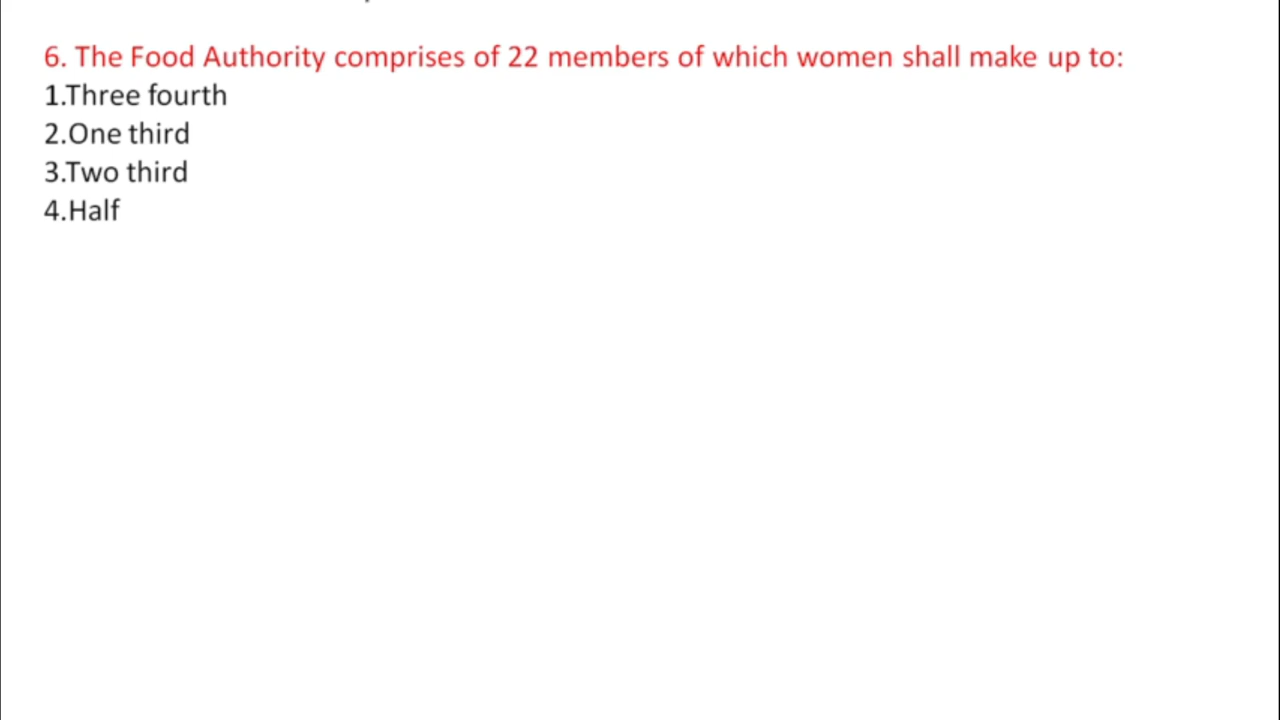 6. The Food Authority comprises of 22 members of which women shall make up to:
1.Three fourth
2.One third
3.Two third
4.Half